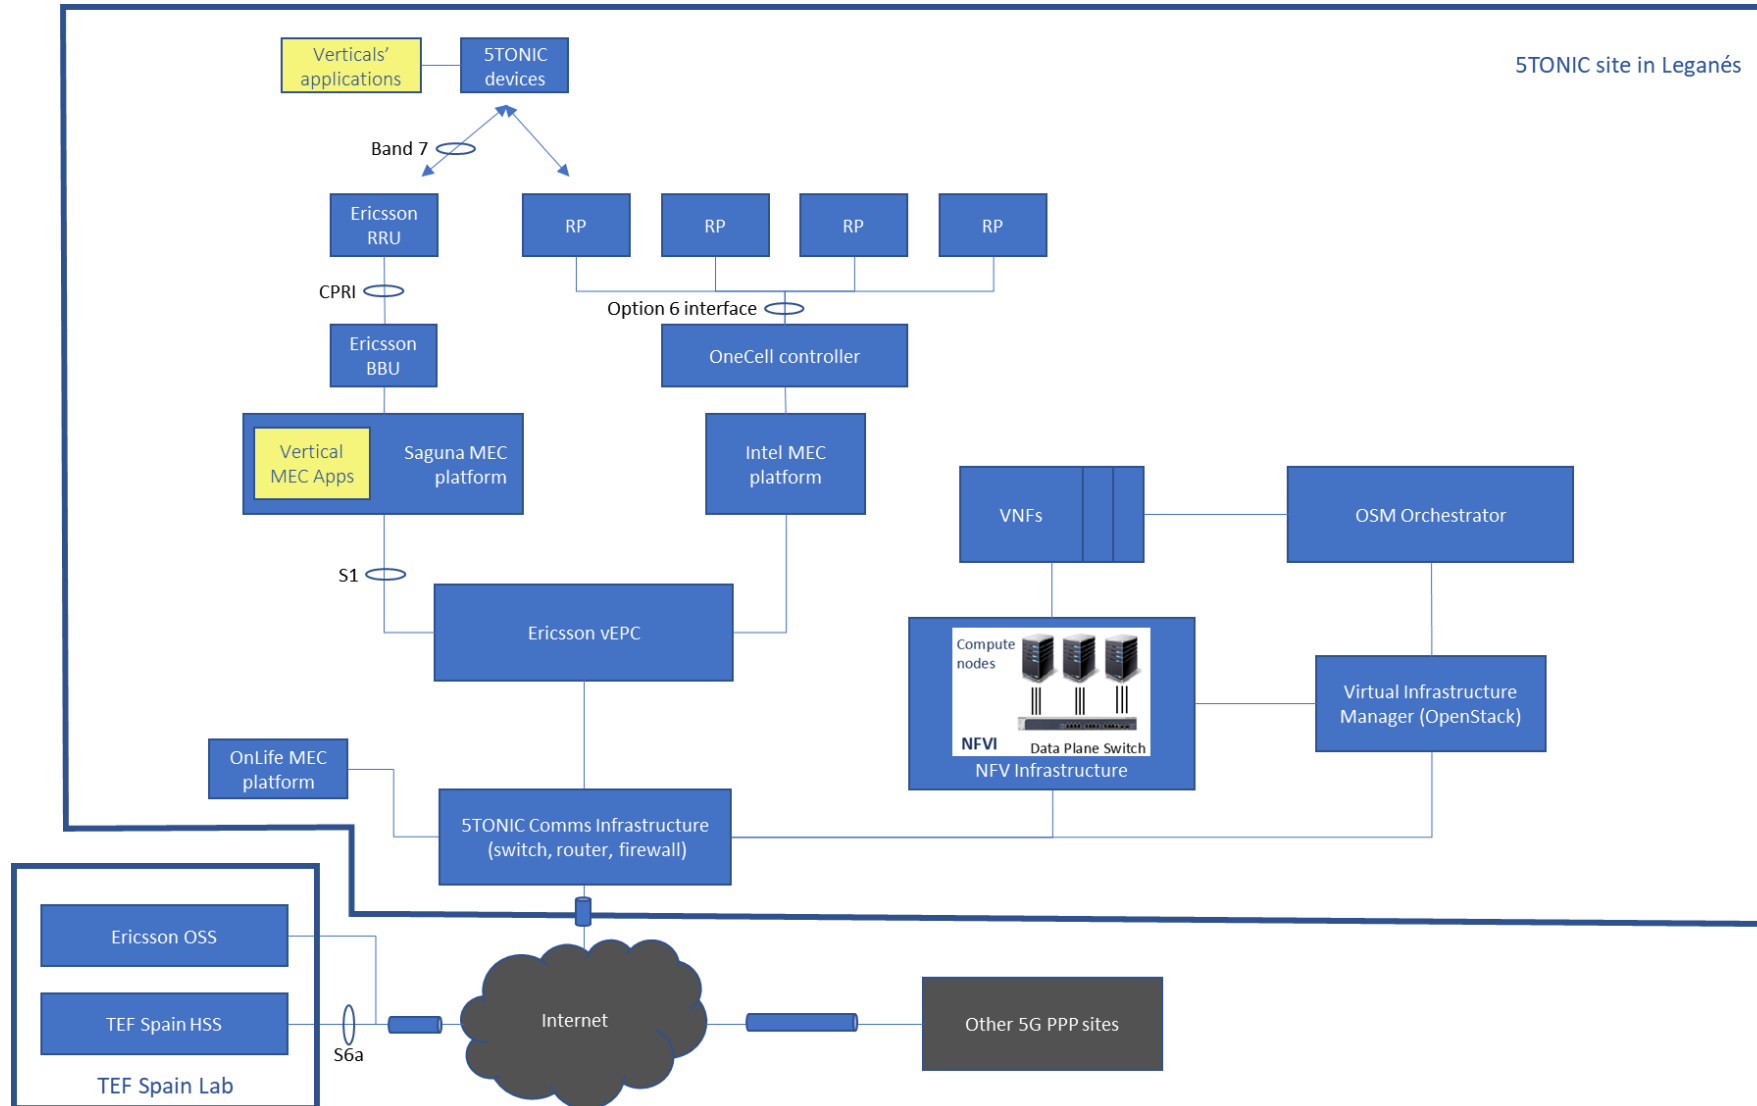 Verticals'
applications
5TONIC
devices
5TONIC site in Leganés
Band 7
Ericsson
RRU
RP
RP
RP
RP
CPRI
Option 6 interface
Ericsson
BBU
OneCell controller
Vertical
MEC Apps
Saguna MEC
platform
Intel MEC
platform
VNFs
OSM Orchestrator
S1
Ericsson vEPC
Compute
nodes
NFVI
Data Plane Switch
NFV Infrastructure
Virtual Infrastructure
Manager (OpenStack)
OnLife MEC
platform
5TONIC Comms Infrastructure
(switch, router, firewall)
Ericsson OSS
TEF Spain HSS
S6a
TEF Spain Lab
Internet
Other 5G PPP sites